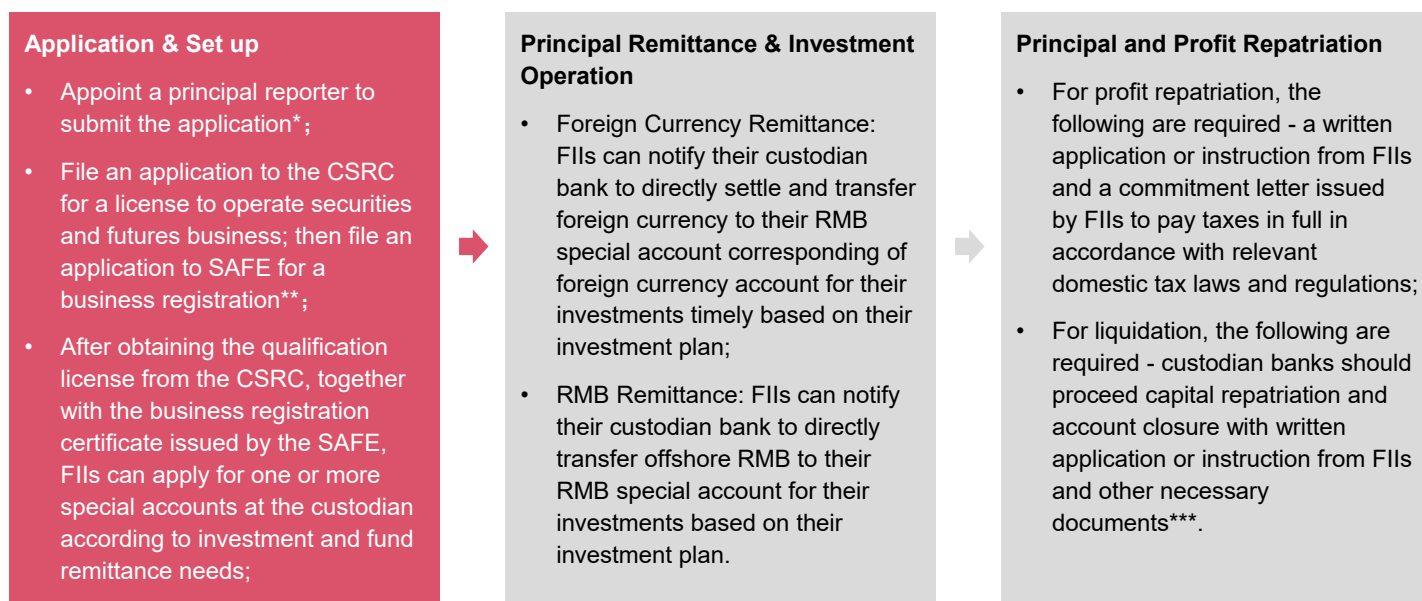 Application & Set up
• Appoint a principal reporter to
submit the application*；
• File an application to the CSRC
for a license to operate securities
and futures business; then file an
application to SAFE for a
business registration**；
• After obtaining the qualification
license from the CSRC, together
with the business registration
certificate issued by the SAFE,
FIIs can apply for one or more
special accounts at the custodian
according to investment and fund
remittance needs;
Principal Remittance & Investment
Operation
• Foreign Currency Remittance:
FIIs can notify their custodian
bank to directly settle and transfer
foreign currency to their RMB
special account corresponding of
foreign currency account for their
investments timely based on their
investment plan;
• RMB Remittance: FIIs can notify
their custodian bank to directly
transfer offshore RMB to their
RMB special account for their
investments based on their
investment plan.
Principal and Profit Repatriation
• For profit repatriation, the
following are required - a written
application or instruction from FIIs
and a commitment letter issued
by FIIs to pay taxes in full in
accordance with relevant
domestic tax laws and regulations;
• For liquidation, the following are
required - custodian banks should
proceed capital repatriation and
account closure with written
application or instruction from FIIs
and other necessary
documents***.